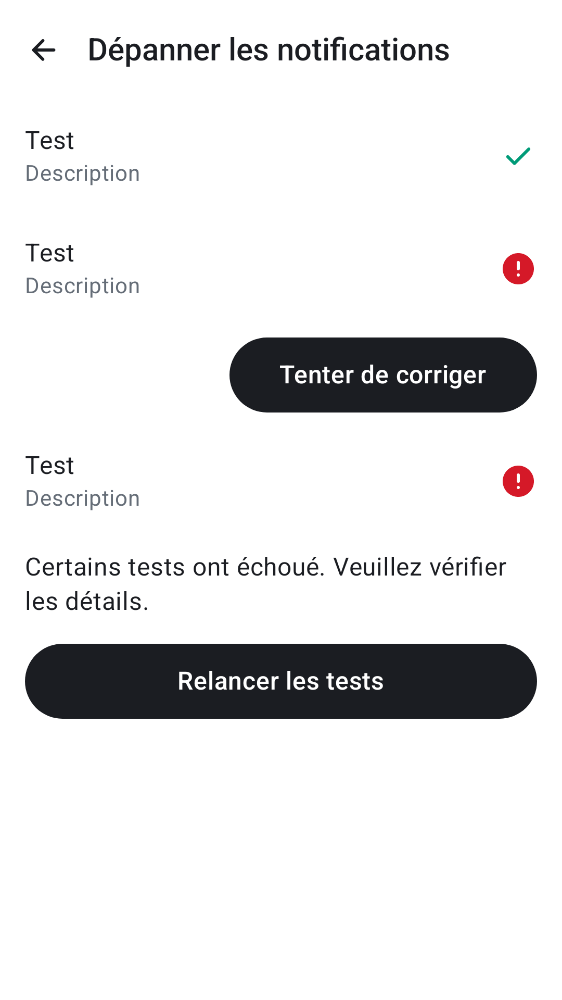 Dépanner les notifications
Test
Description
Test
Description
Tenter de corriger
Test
Description
Certains tests ont échoué. Veuillez vérifier
les détails.
Relancer les tests